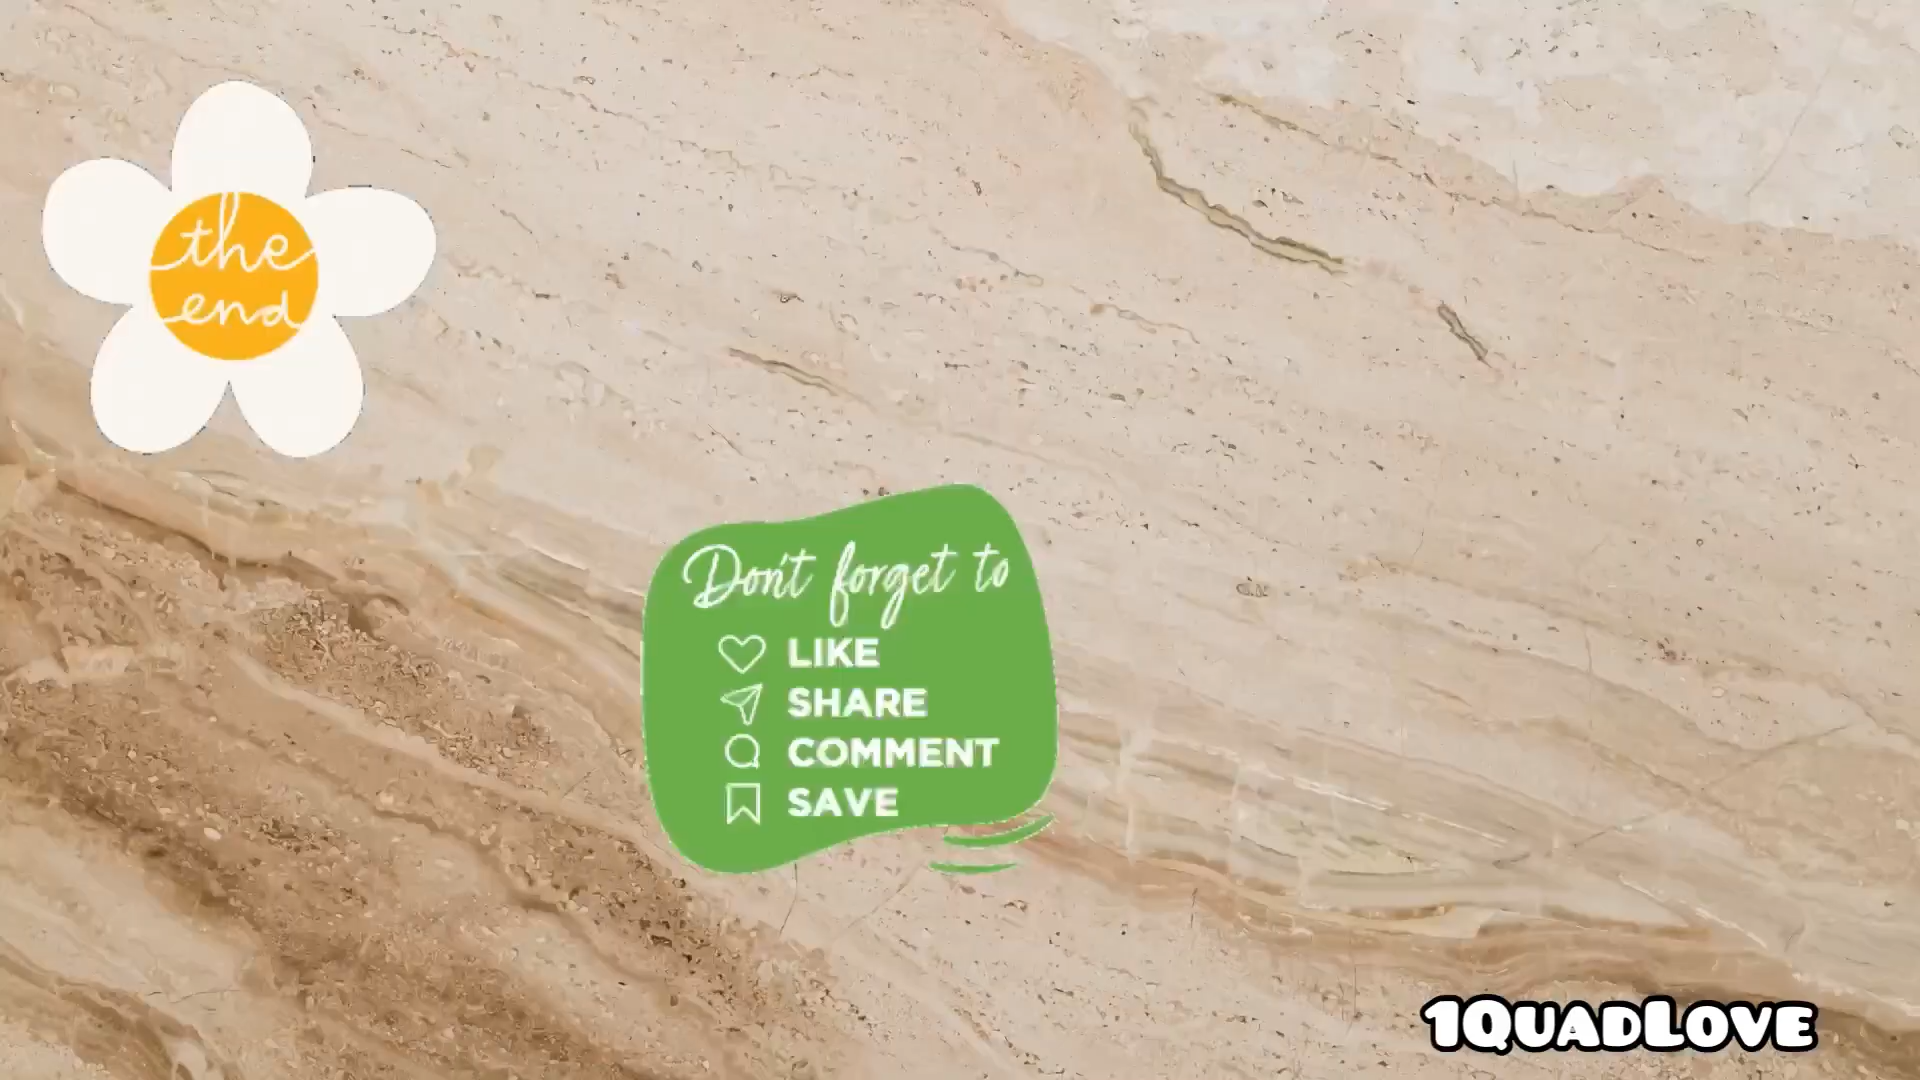 the
end
Don't forget to
LIKE
SHARE
COMMENT
SAVE
1QuadLove